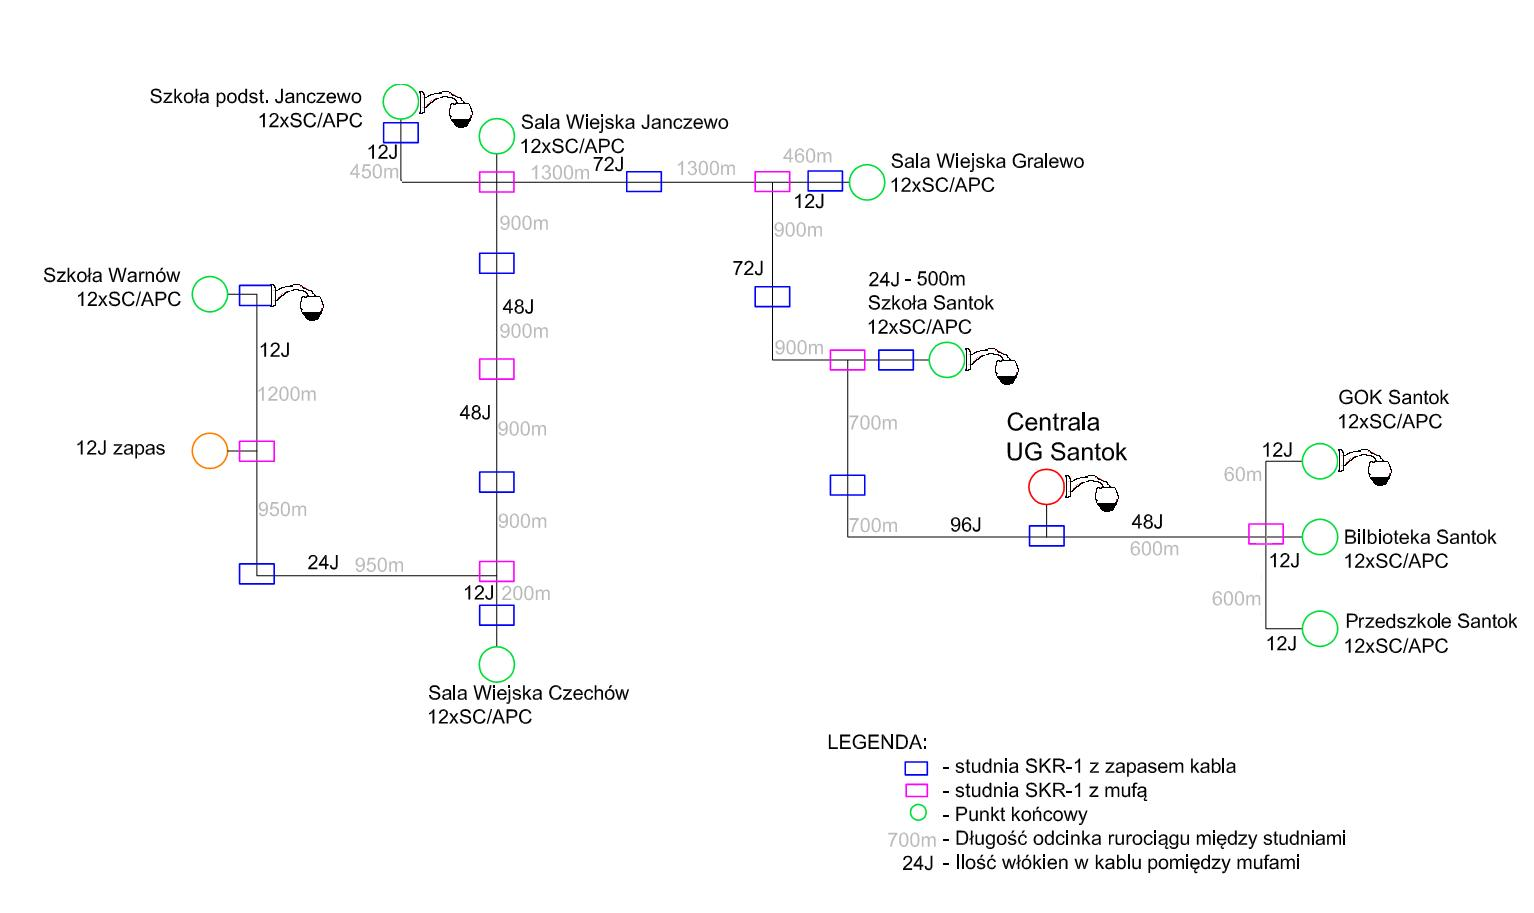 Szkoła podst. Janczewo
12xSC/APC
12J
450m
Sala Wiejska Janczewo
12xSC/APC
1300m
72J
1300m
460m
12J
Sala Wiejska Gralewo
12xSC/APC
900m
900m
72J
24J - 500m
Szkoła Santok
12xSC/APC
900m
Szkoła Warnów
12xSC/APC
12J
1200m
48J
900m
48J
900m
12J zapas
950m
900m
24J
950m
12J
200m
Sala Wiejska Czechów
12xSC/APC
700m
700m
96J
Centrala
UG Santok
48J
600m
GOK Santok
12xSC/APC
12J
60m
Bilbioteka Santok
12xSC/APC
12J
600m
12J
Przedszkole Santok
12xSC/APC
LEGENDA:
- studnia SKR-1 z zapasem kabla
- studnia SKR-1 z mufą
- Punkt końcowy
700m - Długość odcinka rurociągu między studniami
24J - Ilość włókien w kablu pomiędzy mufami